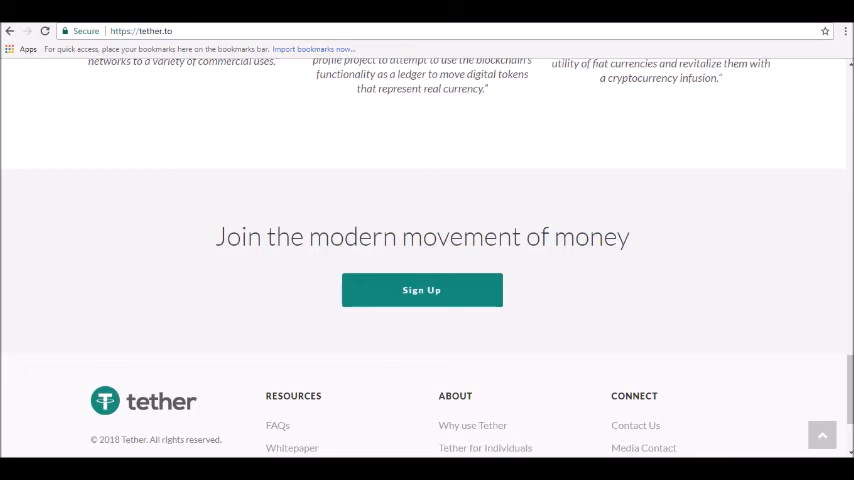 Secure https://tether.to
Apps For quick access, place your bookmarks here on the bookmarks bar. Import bookmarks now...
networks to a variety of commercial uses.
profile project to attempt to use the blockchain's
functionality as a ledger to move digital tokens
that represent real currency."
utility of fiat currencies and revitalize them with
a cryptocurrency infusion."
Join the modern movement of money
Sign Up
tether
© 2018 Tether. All rights reserved.
RESOURCES
FAQs
Whitepaper
ABOUT
Why use Tether
Tether for Individuals
CONNECT
Contact Us
Media Contact